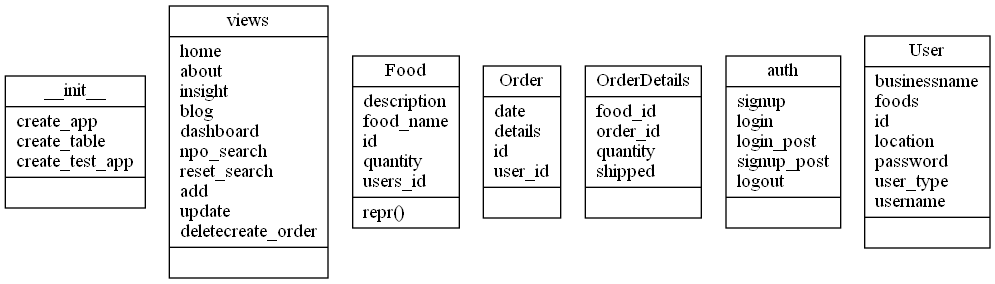 __init__
create_app
create_table
create_test_app
views
home
about
insight
blog
dashboard
npo_search
reset_search
add
update
deletecreate_order
Food
description
food_name
id
quantity
users_id
repr()
Order
date
details
id
user_id
OrderDetails
food_id
order_id
quantity
shipped
auth
signup
login
login_post
signup_post
logout
User
businessname
foods
id
location
password
user_type
username